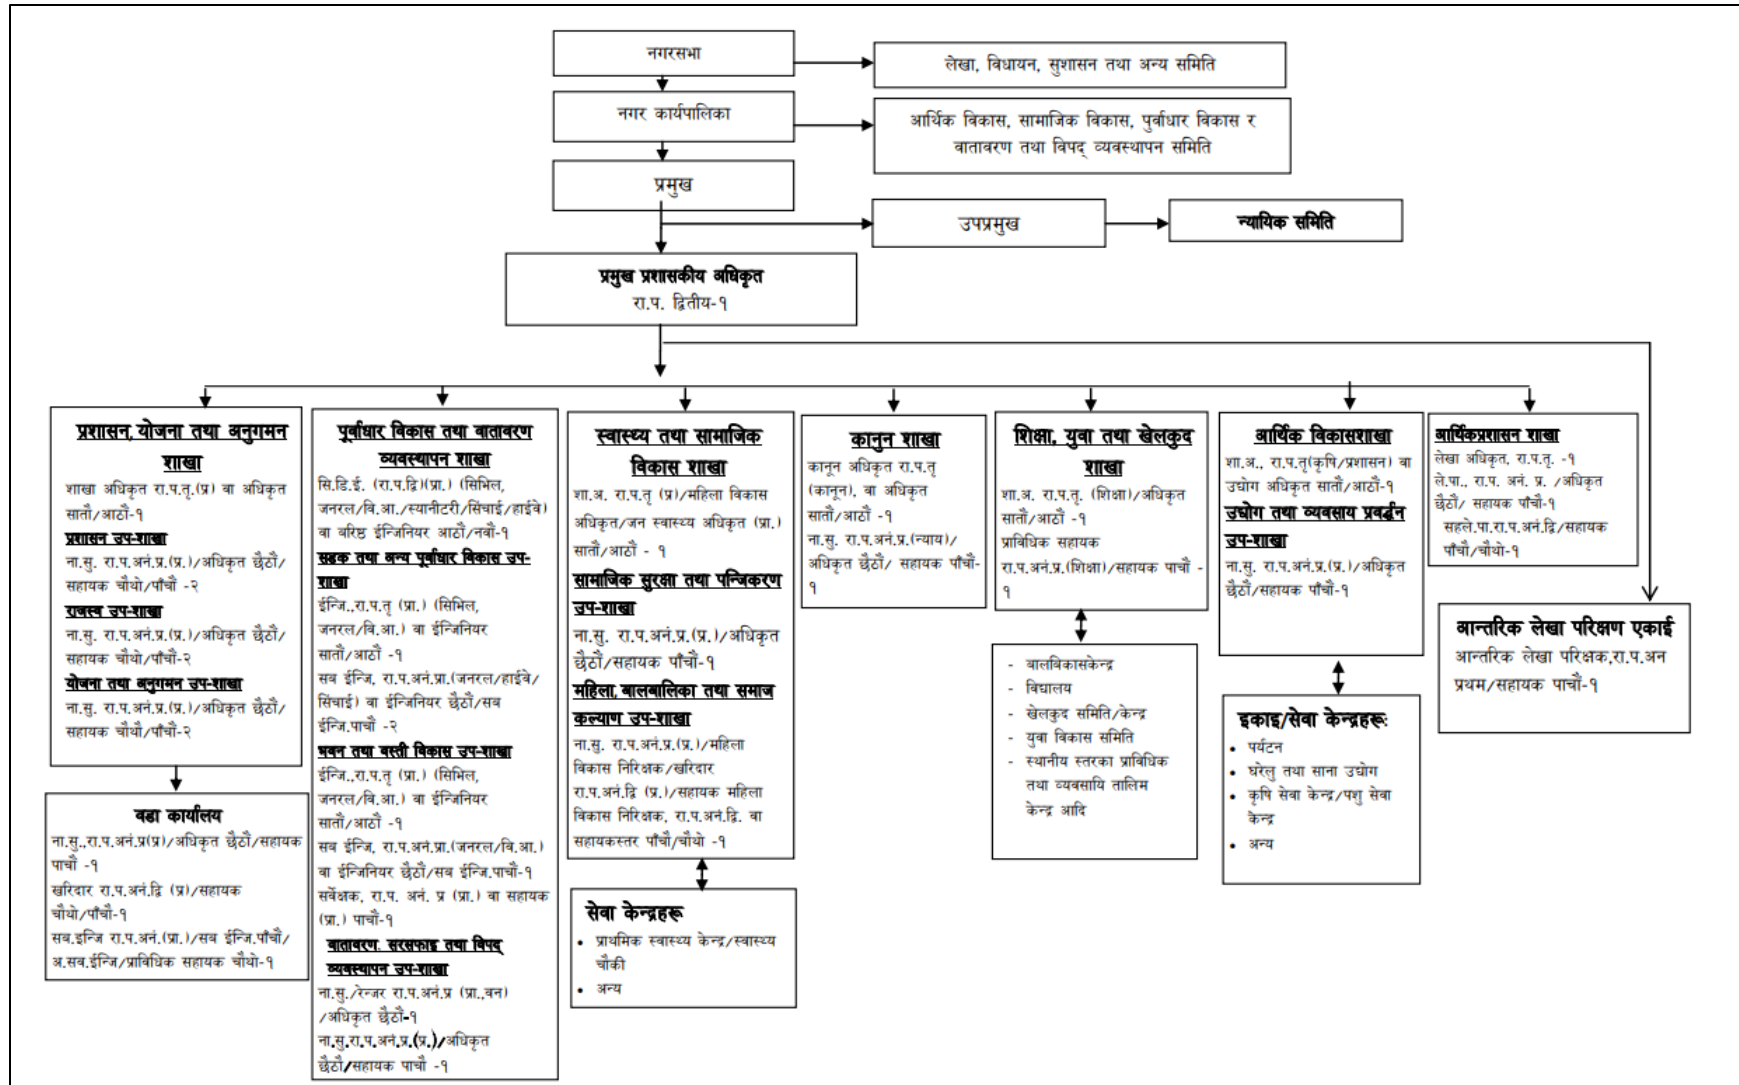 नगरसभा
लेखा, विधायन, सुशासन तथा अन्य समिति
नगर कार्यपालिका
आर्थिक विकास, सामाजिक विकास, पुर्वाधार विकास र
वातावरण तथा विपद् व्यवस्थापन समिति
प्रमुख
उपप्रमुख
न्यायिक समिति
प्रमुख प्रशासकीय अधिकृत
रा.प. द्वितीय-१
प्रशासन, योजना तथा अनुगमन
शाखा
शाखा अधिकृत रा.प.तृ.(प्र) वा अधिकृत
सातौं/आठौं-१
प्रशासन उप-शाखा
ना.सु. रा.प.अनं.प्र.(प्र.)/अधिकृत छैठौं/
सहायक चौथो/पाँचौं-२
राजस्व उप-शाखा
ना.सु. रा.प.अनं.प्र.(प्र.)/अधिकृत छैठौं/
सहायक चौथो/पाँचौं-२
योजना तथा अनुगमन उप-शाखा
ना.सु. रा.प.अनं.प्र.(प्र.)/अधिकृत छैठौं/
सहायक चौथौ/पाँचौं-२
वडा कार्यालय
ना.सु.,रा.प.अनं.प्र(प्र)/अधिकृत छैठौं/सहायक
पाचौं -१
खरिदार रा.प.अनं.द्वि (प्र)/सहायक
चौथो/पाँचौं-१
सब.इन्जि रा.प.अनं.(प्रा.)/सब ईन्जि.पाँचौं/
अ.सव.ईन्जि/प्राविधिक सहायक चौथो-१
पूर्वाधार विकास तथा वातावरण
व्यवस्थापन शाखा
सि.डि.ई. (रा.प.द्वि)(प्रा.) (सिभिल,
जनरल/वि.आ./स्यानीटरी/सिंचाई/हाईवे)
वा वरिष्ठ ईन्जिनियर आठौं/नवौं-१
सडक तथा अन्य पूर्वाधार विकास उप-
शाखा
ईन्जि.,रा.प.तृ (प्रा.) (सिभिल,
जनरल/वि.आ.) वा ईन्जिनियर
सातौं/आठौं -१
सब ईन्जि, रा.प.अनं.प्रा.(जनरल/हाईवे/
सिंचाई) वा ईन्जिनियर छैठौं/सब
ईन्जि.पाचौं -२
भवन तथा वस्ती विकास उप-शाखा
ईन्जि.,रा.प.तृ (प्रा.) (सिभिल,
जनरल/वि.आ.) वा ईन्जिनियर
सातौं/आठौं -१
सब ईन्जि, रा.प.अनं.प्रा.(जनरल/वि.आ.)
वा ईन्जिनियर छैठौं/सब ईन्जि.पाचौं-१
सर्वेक्षक, रा.प. अनं. प्र (प्रा.) वा सहायक
(प्रा.) पाचौं-१
वातावरण, सरसफाइ तथा विपद्
व्यवस्थापन उप-शाखा
ना.सु./रेन्जर रा.प.अनं.प्र (प्रा.,वन)
/अधिकृत छैठौं-१
ना.सु.रा.प.अनं.प्र.(प्र.)/अधिकृत
छैठौं/सहायक पाचौं -१
स्वास्थ्य तथा सामाजिक
विकास शाखा
शा.अ. रा.प.तृ (प्र)/महिला विकास
अधिकृत/जन स्वास्थ्य अधिकृत (प्रा.)
सातौं/आठौं - १
सामाजिक सुरक्षा तथा पन्जिकरण
उप-शाखा
ना.सु. रा.प.अनं.प्र.(प्र.)/अधिकृत
छैठौं/सहायक पाँचौं-१
महिला, बालबालिका तथा समाज
कल्याण उप-शाखा
ना.सु. रा.प.अनं.प्र.(प्र.)/महिला
विकास निरिक्षक/खरिदार
रा.प.अनं.द्वि (प्र.)/सहायक महिला
विकास निरिक्षक, रा.प.अनं.द्वि. वा
सहायकस्तर पाँचौं/चौथो -१
सेवा केन्द्रहरू
• प्राथमिक स्वास्थ्य केन्द्र/स्वास्थ्य
चौकी
• अन्य
कानुन शाखा
कानून अधिकृत रा.प.तृ
(कानून), वा अधिकृत
सातौं/आठौं -१
ना.सु. रा.प.अनं.प्र.(न्याय)/
अधिकृत छैठौं/ सहायक पाँचौं-
१
शिक्षा, युवा तथा खेलकुद
शाखा
शा.अ. रा.प.तृ. (शिक्षा)/अधिकृत
सातौं/आठौं -१
प्राविधिक सहायक
रा.प.अनं.प्र.(शिक्षा)/सहायक पाचौं -
१
- बालविकासकेन्द्र
- विद्यालय
- खेलकुद समिति/केन्द्र
- युवा विकास समिति
- स्थानीय स्तरका प्राविधिक
तथा व्यवसायि तालिम
केन्द्र आदि
आर्थिक विकासशाखा
शा.अ., रा.प.तृ(कृषि/प्रशासन) वा
उद्योग अधिकृत सातौं/आठौं-१
उद्योग तथा व्यवसाय प्रवर्द्धन
उप-शाखा
ना.सु. रा.प.अनं.प्र.(प्र.)/अधिकृत
छैठौं/सहायक पाँचौं-१
इकाइ/सेवा केन्द्रहरू:
• पर्यटन
• घरेलु तथा साना उद्योग
• कृषि सेवा केन्द्र/पशु सेवा
केन्द्र
• अन्य
आर्थिकप्रशासन शाखा
लेखा अधिकृत, रा.प.तृ. -१
ले.पा., रा.प. अनं. प्र. /अधिकृत
छैठौं/ सहायक पाँचौं-१
सहले.पा.रा.प.अनं.द्वि/सहायक
पाँचौं/चौथो-१
आन्तरिक लेखा परिक्षण एकाई
आन्तरिक लेखा परिक्षक,रा.प.अन
प्रथम/सहायक पाचौं-१